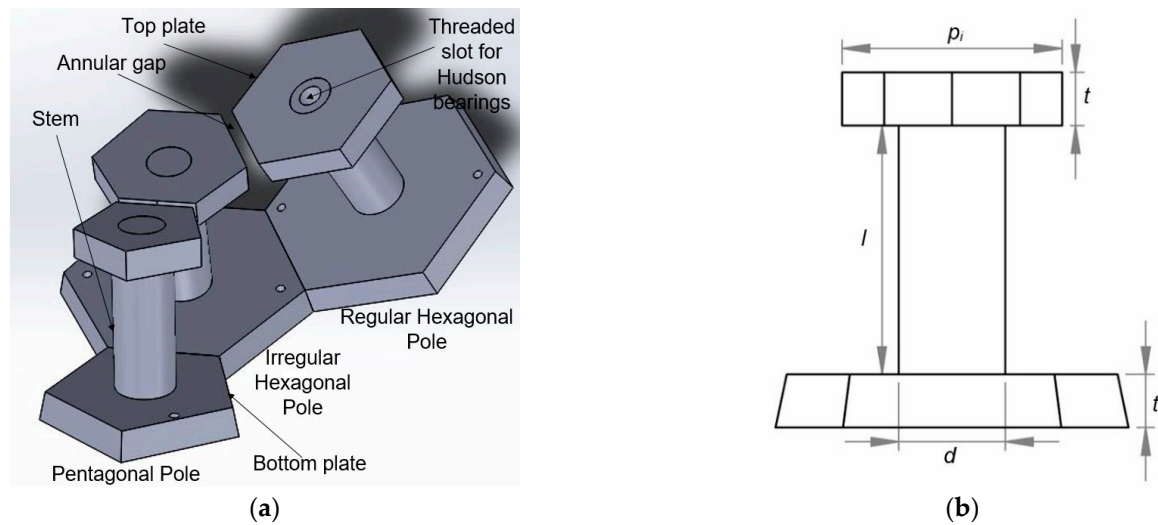 Top plate
Annular gap
Stem
Threaded
slot for
Hudson
bearings
Regular Hexagonal
Pole
Irregular
Hexagonal
Pole
Bottom plate
Pentagonal Pole
(a)
pᵢ
t
l
t
d
(b)